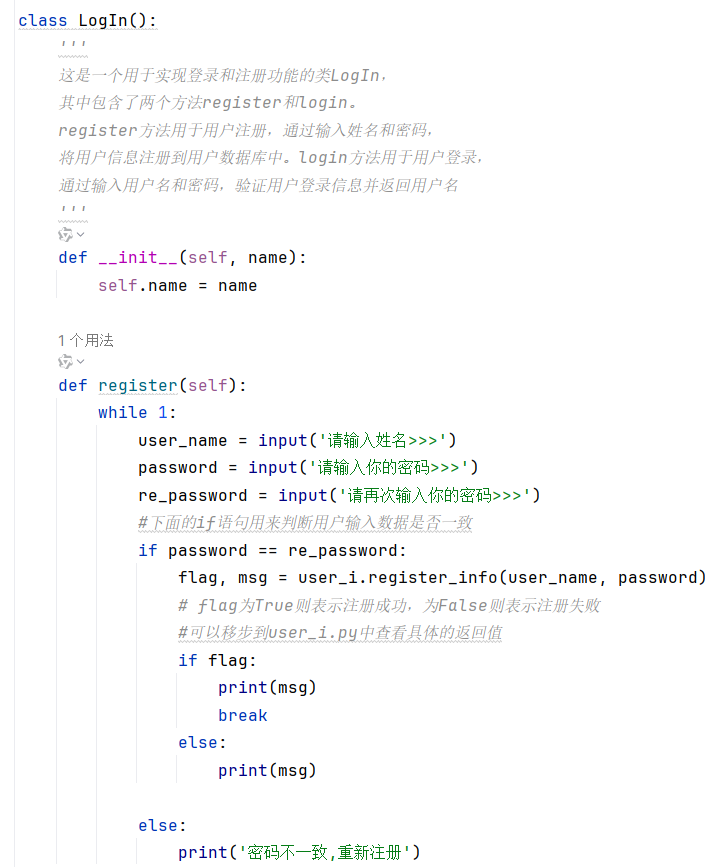 class LogIn():
    '''
    这是一个用于实现登录和注册功能的类LogIn，
    其中包含了两个方法register和login。
    register方法用于用户注册，通过输入姓名和密码，
    将用户信息注册到用户数据库中。login方法用于用户登录，
    通过输入用户名和密码，验证用户登录信息并返回用户名
    '''
    def __init__(self, name):
        self.name = name
    1 个用法
    def register(self):
        while 1:
            user_name = input('请输入姓名>>>')
            password = input('请输入你的密码>>>')
            re_password = input('请再次输入你的密码>>>')
            #下面的if语句用来判断用户输入数据是否一致
            if password == re_password:
                flag, msg = user_i.register_info(user_name, password)
                # flag为True则表示注册成功，为False则表示注册失败
                #可以移步到user_i.py中查看具体的返回值
                if flag:
                    print(msg)
                    break
                else:
                    print(msg)
            else:
                print('密码不一致,重新注册')